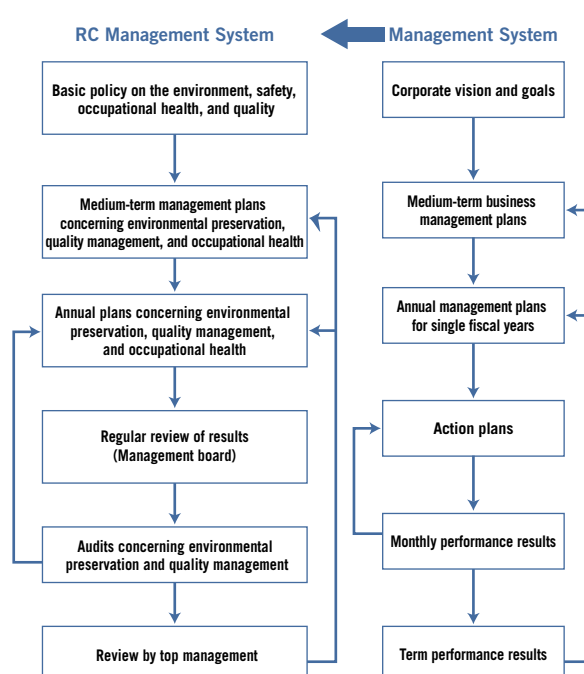 RC Management System
Basic policy on the environment, safety,
occupational health, and quality
Medium-term management plans
concerning environmental preservation,
quality management, and occupational health
Annual plans concerning environmental
preservation, quality management,
and occupational health
Regular review of results
(Management board)
Audits concerning environmental
preservation and quality management
Review by top management
Management System
Corporate vision and goals
Medium-term business
management plans
Annual management plans
for single fiscal years
Action plans
Monthly performance results
Term performance results